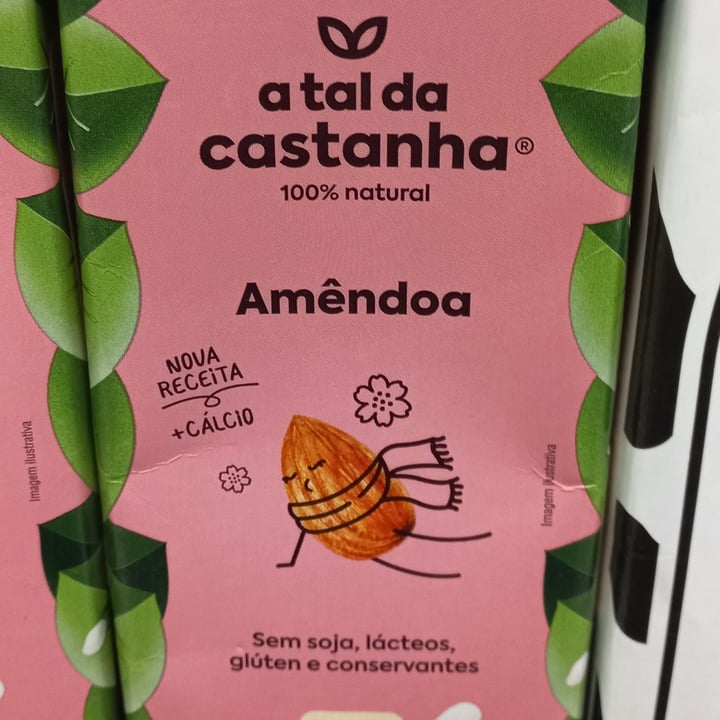 a tal da
castanha®
100% natural
Amêndoa
NOVA
RECEITA
+CÁLCIO
Imagem ilustrativa
Imagem ilustrativa
Sem soja, lácteos,
glúten e conservantes